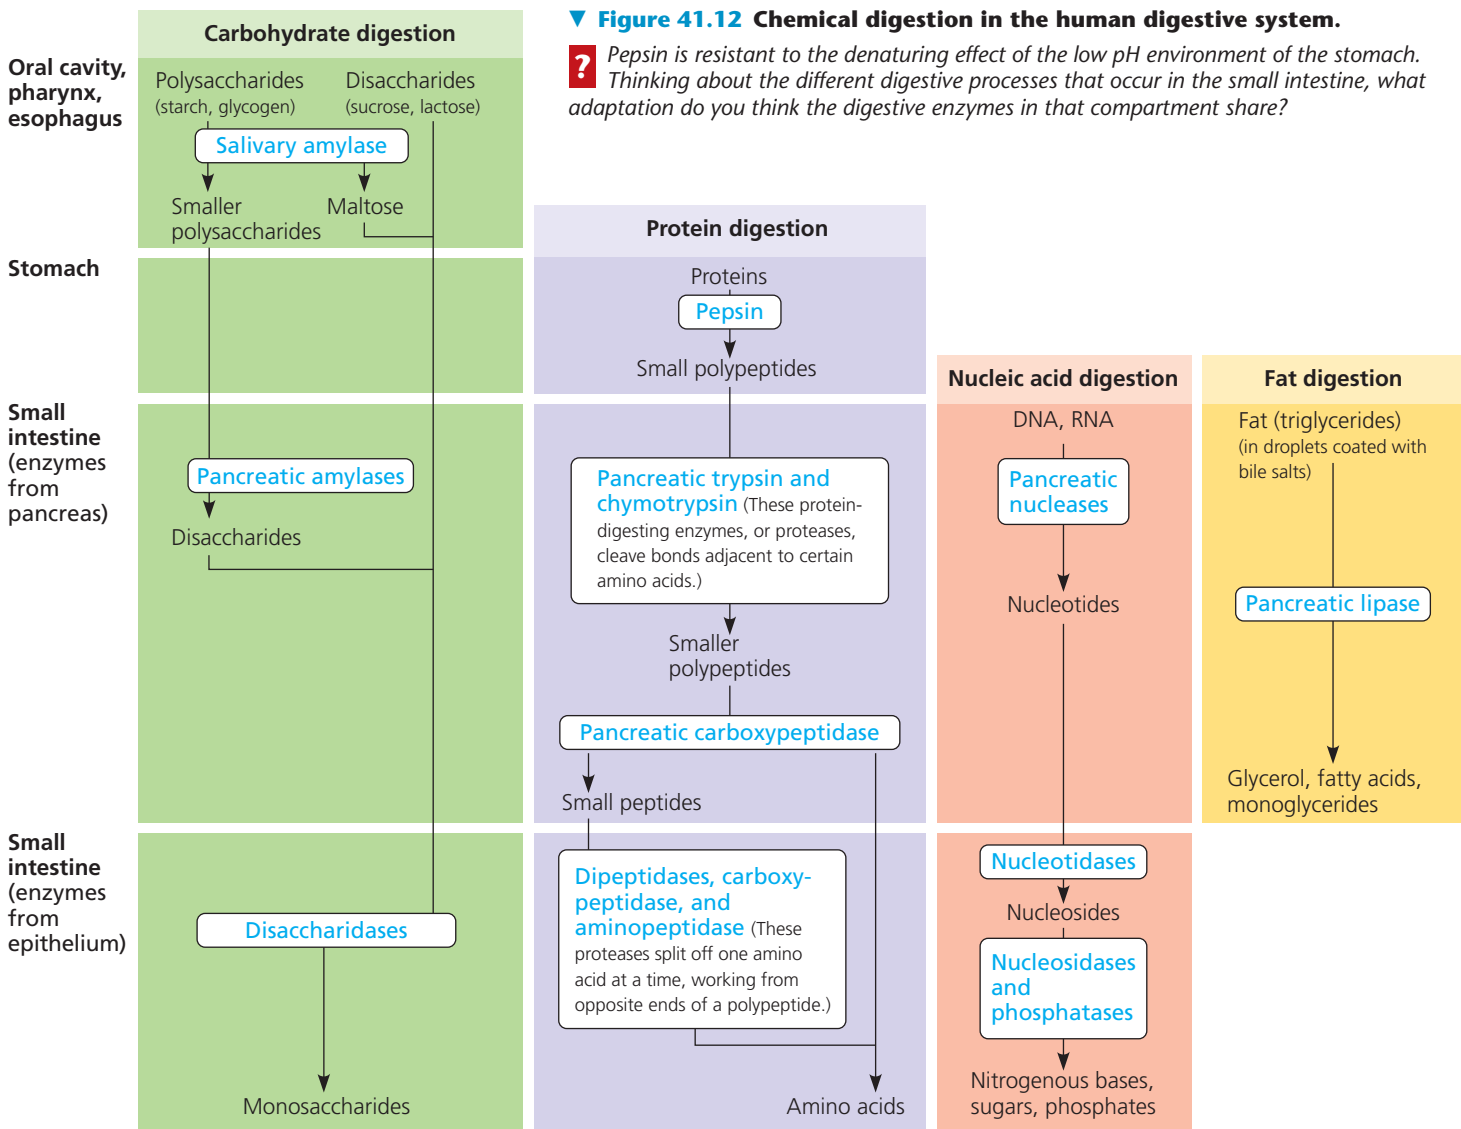 ▼ Figure 41.12 Chemical digestion in the human digestive system.
? Pepsin is resistant to the denaturing effect of the low pH environment of the stomach.
Thinking about the different digestive processes that occur in the small intestine, what
adaptation do you think the digestive enzymes in that compartment share?
Carbohydrate digestion
Oral cavity,
pharynx,
esophagus
Polysaccharides
(starch, glycogen)
Disaccharides
(sucrose, lactose)
Salivary amylase
Smaller
polysaccharides
Maltose
Protein digestion
Stomach
Proteins
Pepsin
Small polypeptides
Nucleic acid digestion
Fat digestion
Small
intestine
(enzymes
from
pancreas)
Pancreatic amylases
Disaccharides
Pancreatic trypsin and
chymotrypsin (These protein-
digesting enzymes, or proteases,
cleave bonds adjacent to certain
amino acids.)
Smaller
polypeptides
Pancreatic carboxypeptidase
Small peptides
DNA, RNA
Pancreatic
nucleases
Nucleotides
Fat (triglycerides)
(in droplets coated with
bile salts)
Pancreatic lipase
Glycerol, fatty acids,
monoglycerides
Small
intestine
(enzymes
from
epithelium)
Disaccharidases
Monosaccharides
Dipeptidases, carboxy-
peptidase, and
aminopeptidase (These
proteases split off one amino
acid at a time, working from
opposite ends of a polypeptide.)
Amino acids
Nucleotidases
Nucleosides
Nucleosidases
and
phosphatases
Nitrogenous bases,
sugars, phosphates